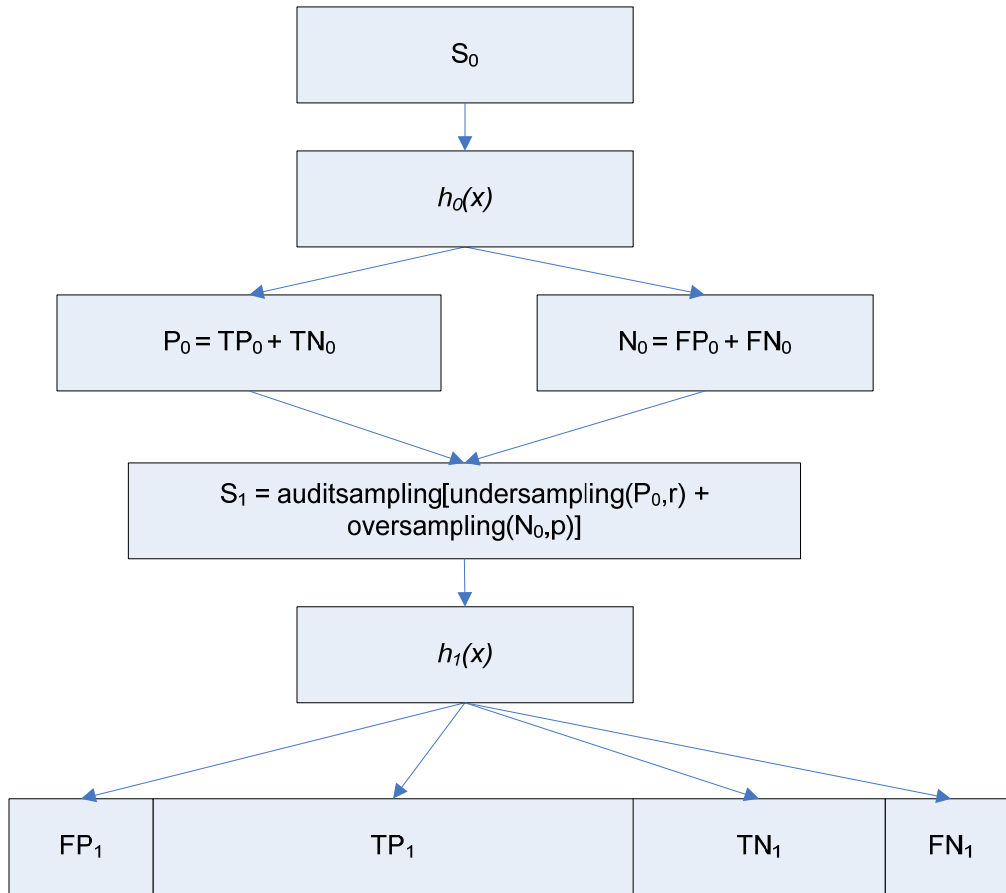 S₀
h₀(x)
P₀ = TP₀ + TN₀
N₀ = FP₀ + FN₀
S₁ = auditsampling[undersampling(P₀,r) +
oversampling(N₀,p)]
h₁(x)
FP₁
TP₁
TN₁
FN₁